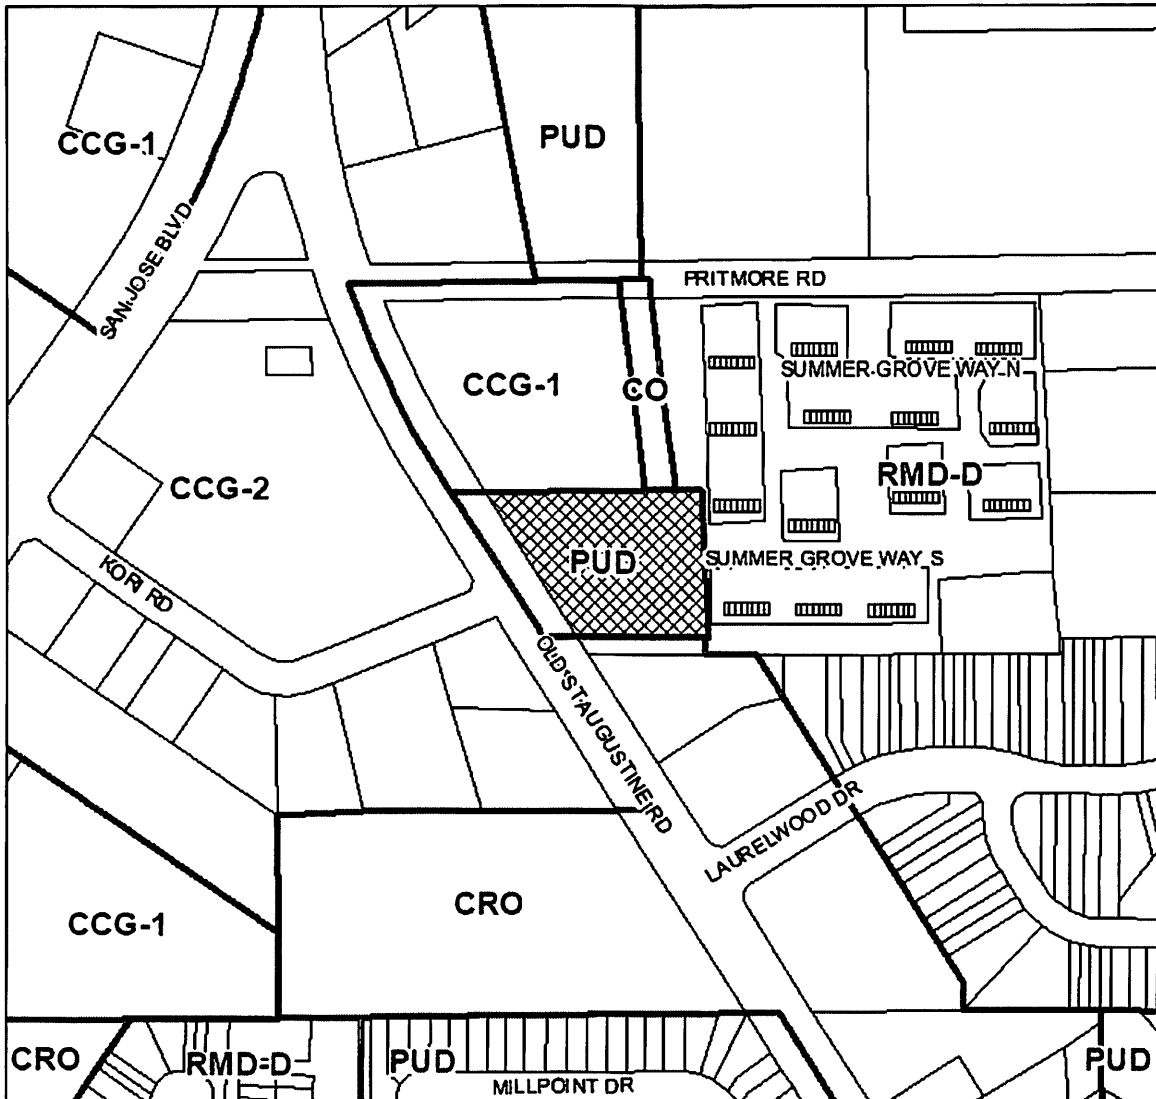 PUD
CCG-1
SAN JOSE BLVD
PRITMORE RD
SUMMER GROVE WAY N
CCG-1
CO
CCG-2
RMD-D
PUD
SUMMER GROVE WAY S
KORI RD
OLD ST AUGUSTINE RD
LAURELWOOD DR
CRO
CCG-1
CRO
RMD-D
PUD
PUD
MILLPOINT DR